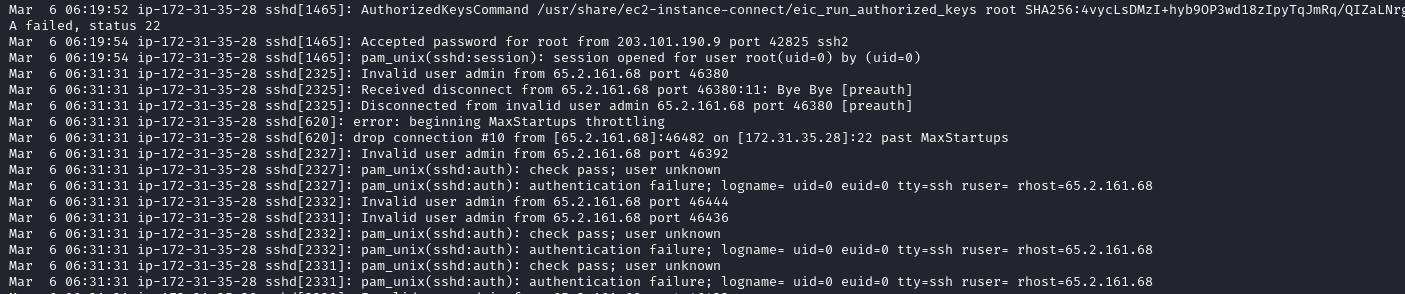 Mar  6 06:19:52 ip-172-31-35-28 sshd[1465]: AuthorizedKeysCommand /usr/share/ec2-instance-connect/eic_run_authorized_keys root SHA256:4vycLsDMzI+hyb9OP3wd18zIpyTqJmRq/QIZaLNrg
A failed, status 22
Mar  6 06:19:54 ip-172-31-35-28 sshd[1465]: Accepted password for root from 203.101.190.9 port 42825 ssh2
Mar  6 06:19:54 ip-172-31-35-28 sshd[1465]: pam_unix(sshd:session): session opened for user root(uid=0) by (uid=0)
Mar  6 06:31:31 ip-172-31-35-28 sshd[2325]: Invalid user admin from 65.2.161.68 port 46380
Mar  6 06:31:31 ip-172-31-35-28 sshd[2325]: Received disconnect from 65.2.161.68 port 46380:11: Bye Bye [preauth]
Mar  6 06:31:31 ip-172-31-35-28 sshd[2325]: Disconnected from invalid user admin 65.2.161.68 port 46380 [preauth]
Mar  6 06:31:31 ip-172-31-35-28 sshd[620]: error: beginning MaxStartups throttling
Mar  6 06:31:31 ip-172-31-35-28 sshd[620]: drop connection #10 from [65.2.161.68]:46482 on [172.31.35.28]:22 past MaxStartups
Mar  6 06:31:31 ip-172-31-35-28 sshd[2327]: Invalid user admin from 65.2.161.68 port 46392
Mar  6 06:31:31 ip-172-31-35-28 sshd[2327]: pam_unix(sshd:auth): check pass; user unknown
Mar  6 06:31:31 ip-172-31-35-28 sshd[2327]: pam_unix(sshd:auth): authentication failure; logname= uid=0 euid=0 tty=ssh ruser= rhost=65.2.161.68
Mar  6 06:31:31 ip-172-31-35-28 sshd[2332]: Invalid user admin from 65.2.161.68 port 46444
Mar  6 06:31:31 ip-172-31-35-28 sshd[2331]: Invalid user admin from 65.2.161.68 port 46436
Mar  6 06:31:31 ip-172-31-35-28 sshd[2332]: pam_unix(sshd:auth): check pass; user unknown
Mar  6 06:31:31 ip-172-31-35-28 sshd[2332]: pam_unix(sshd:auth): authentication failure; logname= uid=0 euid=0 tty=ssh ruser= rhost=65.2.161.68
Mar  6 06:31:31 ip-172-31-35-28 sshd[2331]: pam_unix(sshd:auth): check pass; user unknown
Mar  6 06:31:31 ip-172-31-35-28 sshd[2331]: pam_unix(sshd:auth): authentication failure; logname= uid=0 euid=0 tty=ssh ruser= rhost=65.2.161.68